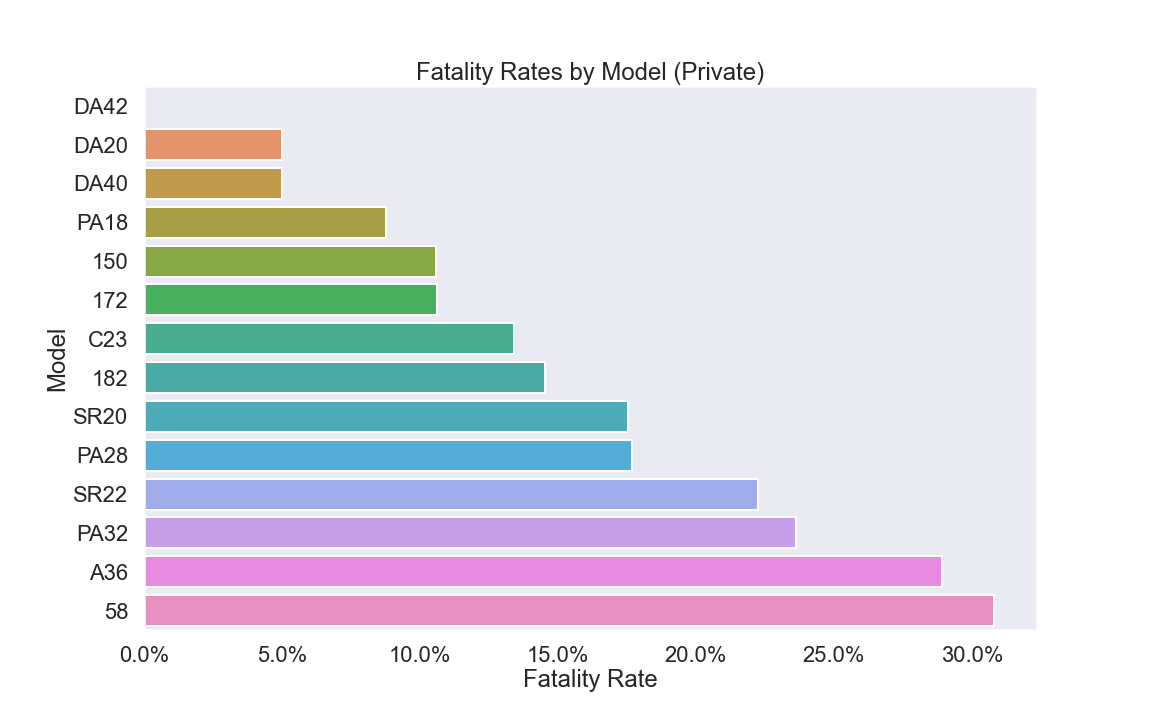 Fatality Rates by Model (Private)
Model
DA42
DA20
DA40
PA18
150
172
C23
182
SR20
PA28
SR22
PA32
A36
58
0.0% 5.0% 10.0% 15.0% 20.0% 25.0% 30.0%
Fatality Rate